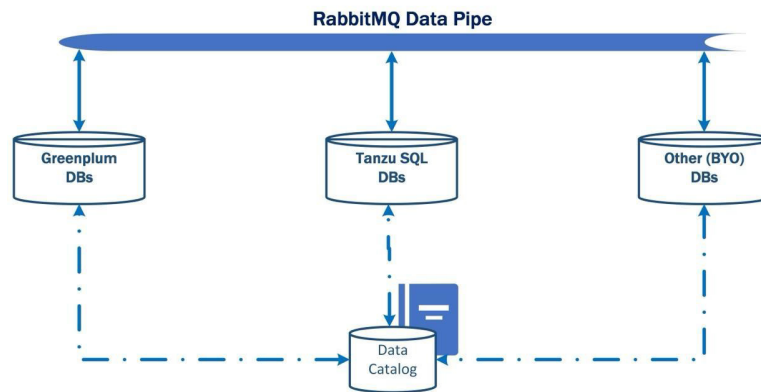 RabbitMQ Data Pipe
Greenplum
DBs
Tanzu SQL
DBs
Other (BYO)
DBs
Data
Catalog